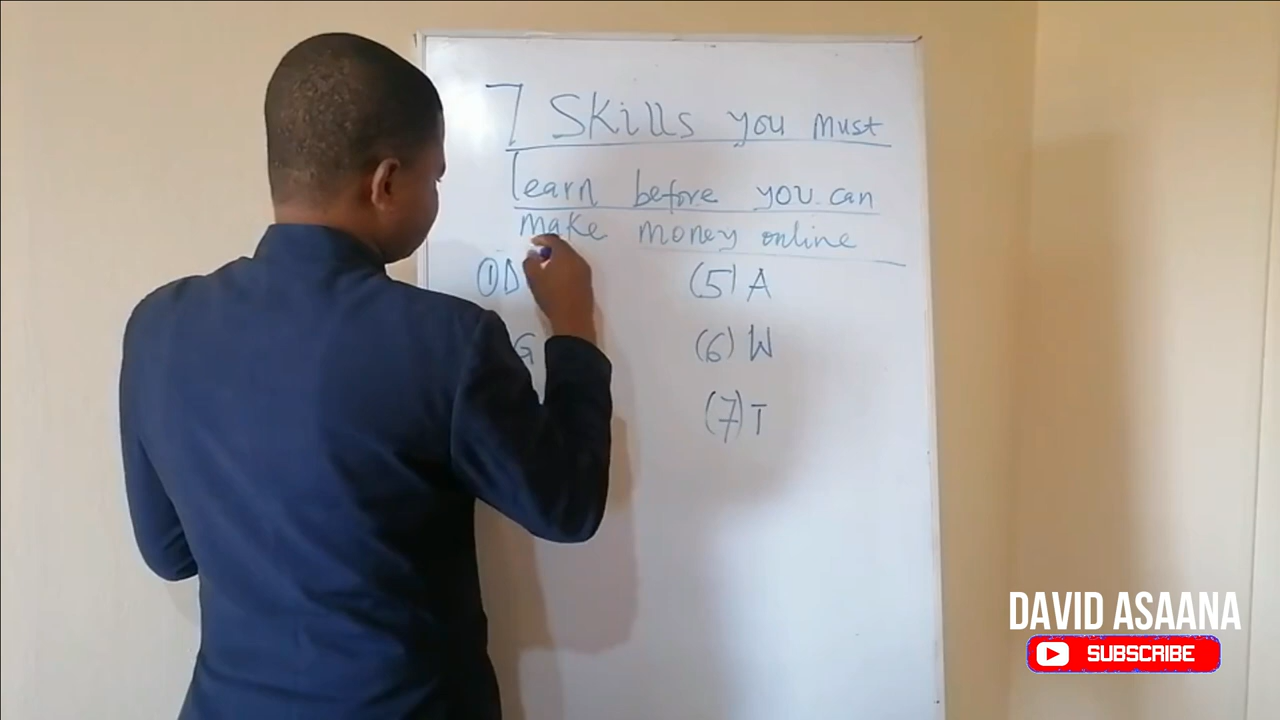 7 Skills you must
learn before you can
make money online
① D
G
(5) A
(6) W
(7) T
DAVID ASAANA
SUBSCRIBE